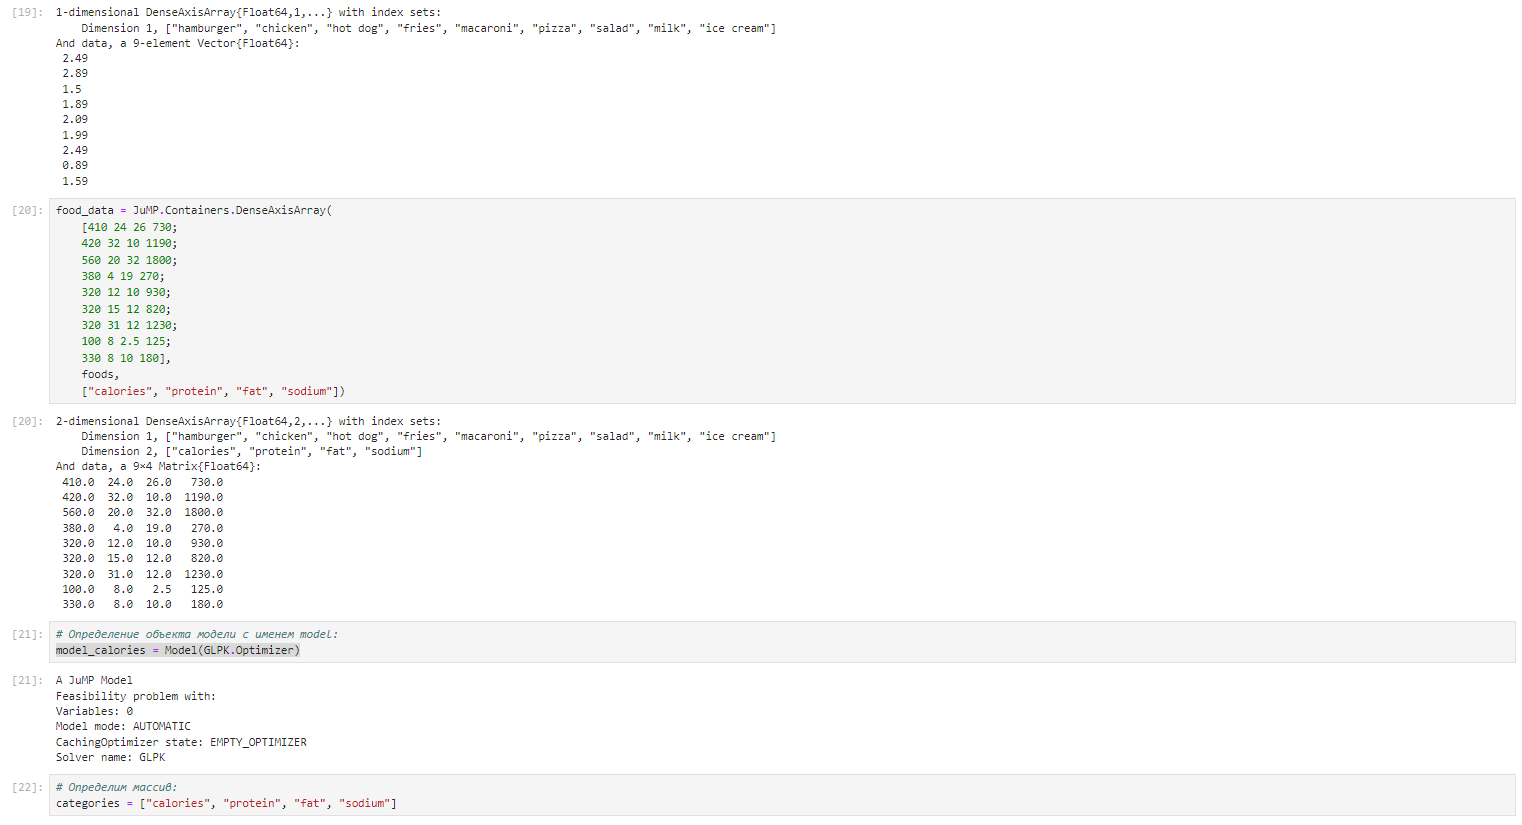 [19]: 1-dimensional DenseAxisArray{Float64,1,...} with index sets:
Dimension 1, ["hamburger", "chicken", "hot dog", "fries", "macaroni", "pizza", "salad", "milk", "ice cream"]
And data, a 9-element Vector{Float64}:
2.49
2.89
1.5
1.89
2.09
1.99
2.49
0.89
1.59
[20]: food_data = JuMP.Containers.DenseAxisArray(
[410 24 26 730;
420 32 10 1190;
560 20 32 1800;
380 4 19 270;
320 12 10 930;
320 15 12 820;
320 31 12 1230;
100 8 2.5 125;
330 8 10 180],
foods,
["calories", "protein", "fat", "sodium"])
[20]: 2-dimensional DenseAxisArray{Float64,2,...} with index sets:
Dimension 1, ["hamburger", "chicken", "hot dog", "fries", "macaroni", "pizza", "salad", "milk", "ice cream"]
Dimension 2, ["calories", "protein", "fat", "sodium"]
And data, a 9×4 Matrix{Float64}:
410.0 24.0 26.0 730.0
420.0 32.0 10.0 1190.0
560.0 20.0 32.0 1800.0
380.0 4.0 19.0 270.0
320.0 12.0 10.0 930.0
320.0 15.0 12.0 820.0
320.0 31.0 12.0 1230.0
100.0 8.0 2.5 125.0
330.0 8.0 10.0 180.0
[21]: # Определение объекта модели с именем model:
model_calories = Model(GLPK.Optimizer)
[21]: A JuMP Model
Feasibility problem with:
Variables: 0
Model mode: AUTOMATIC
CachingOptimizer state: EMPTY_OPTIMIZER
Solver name: GLPK
[22]: # Определим массив:
categories = ["calories", "protein", "fat", "sodium"]